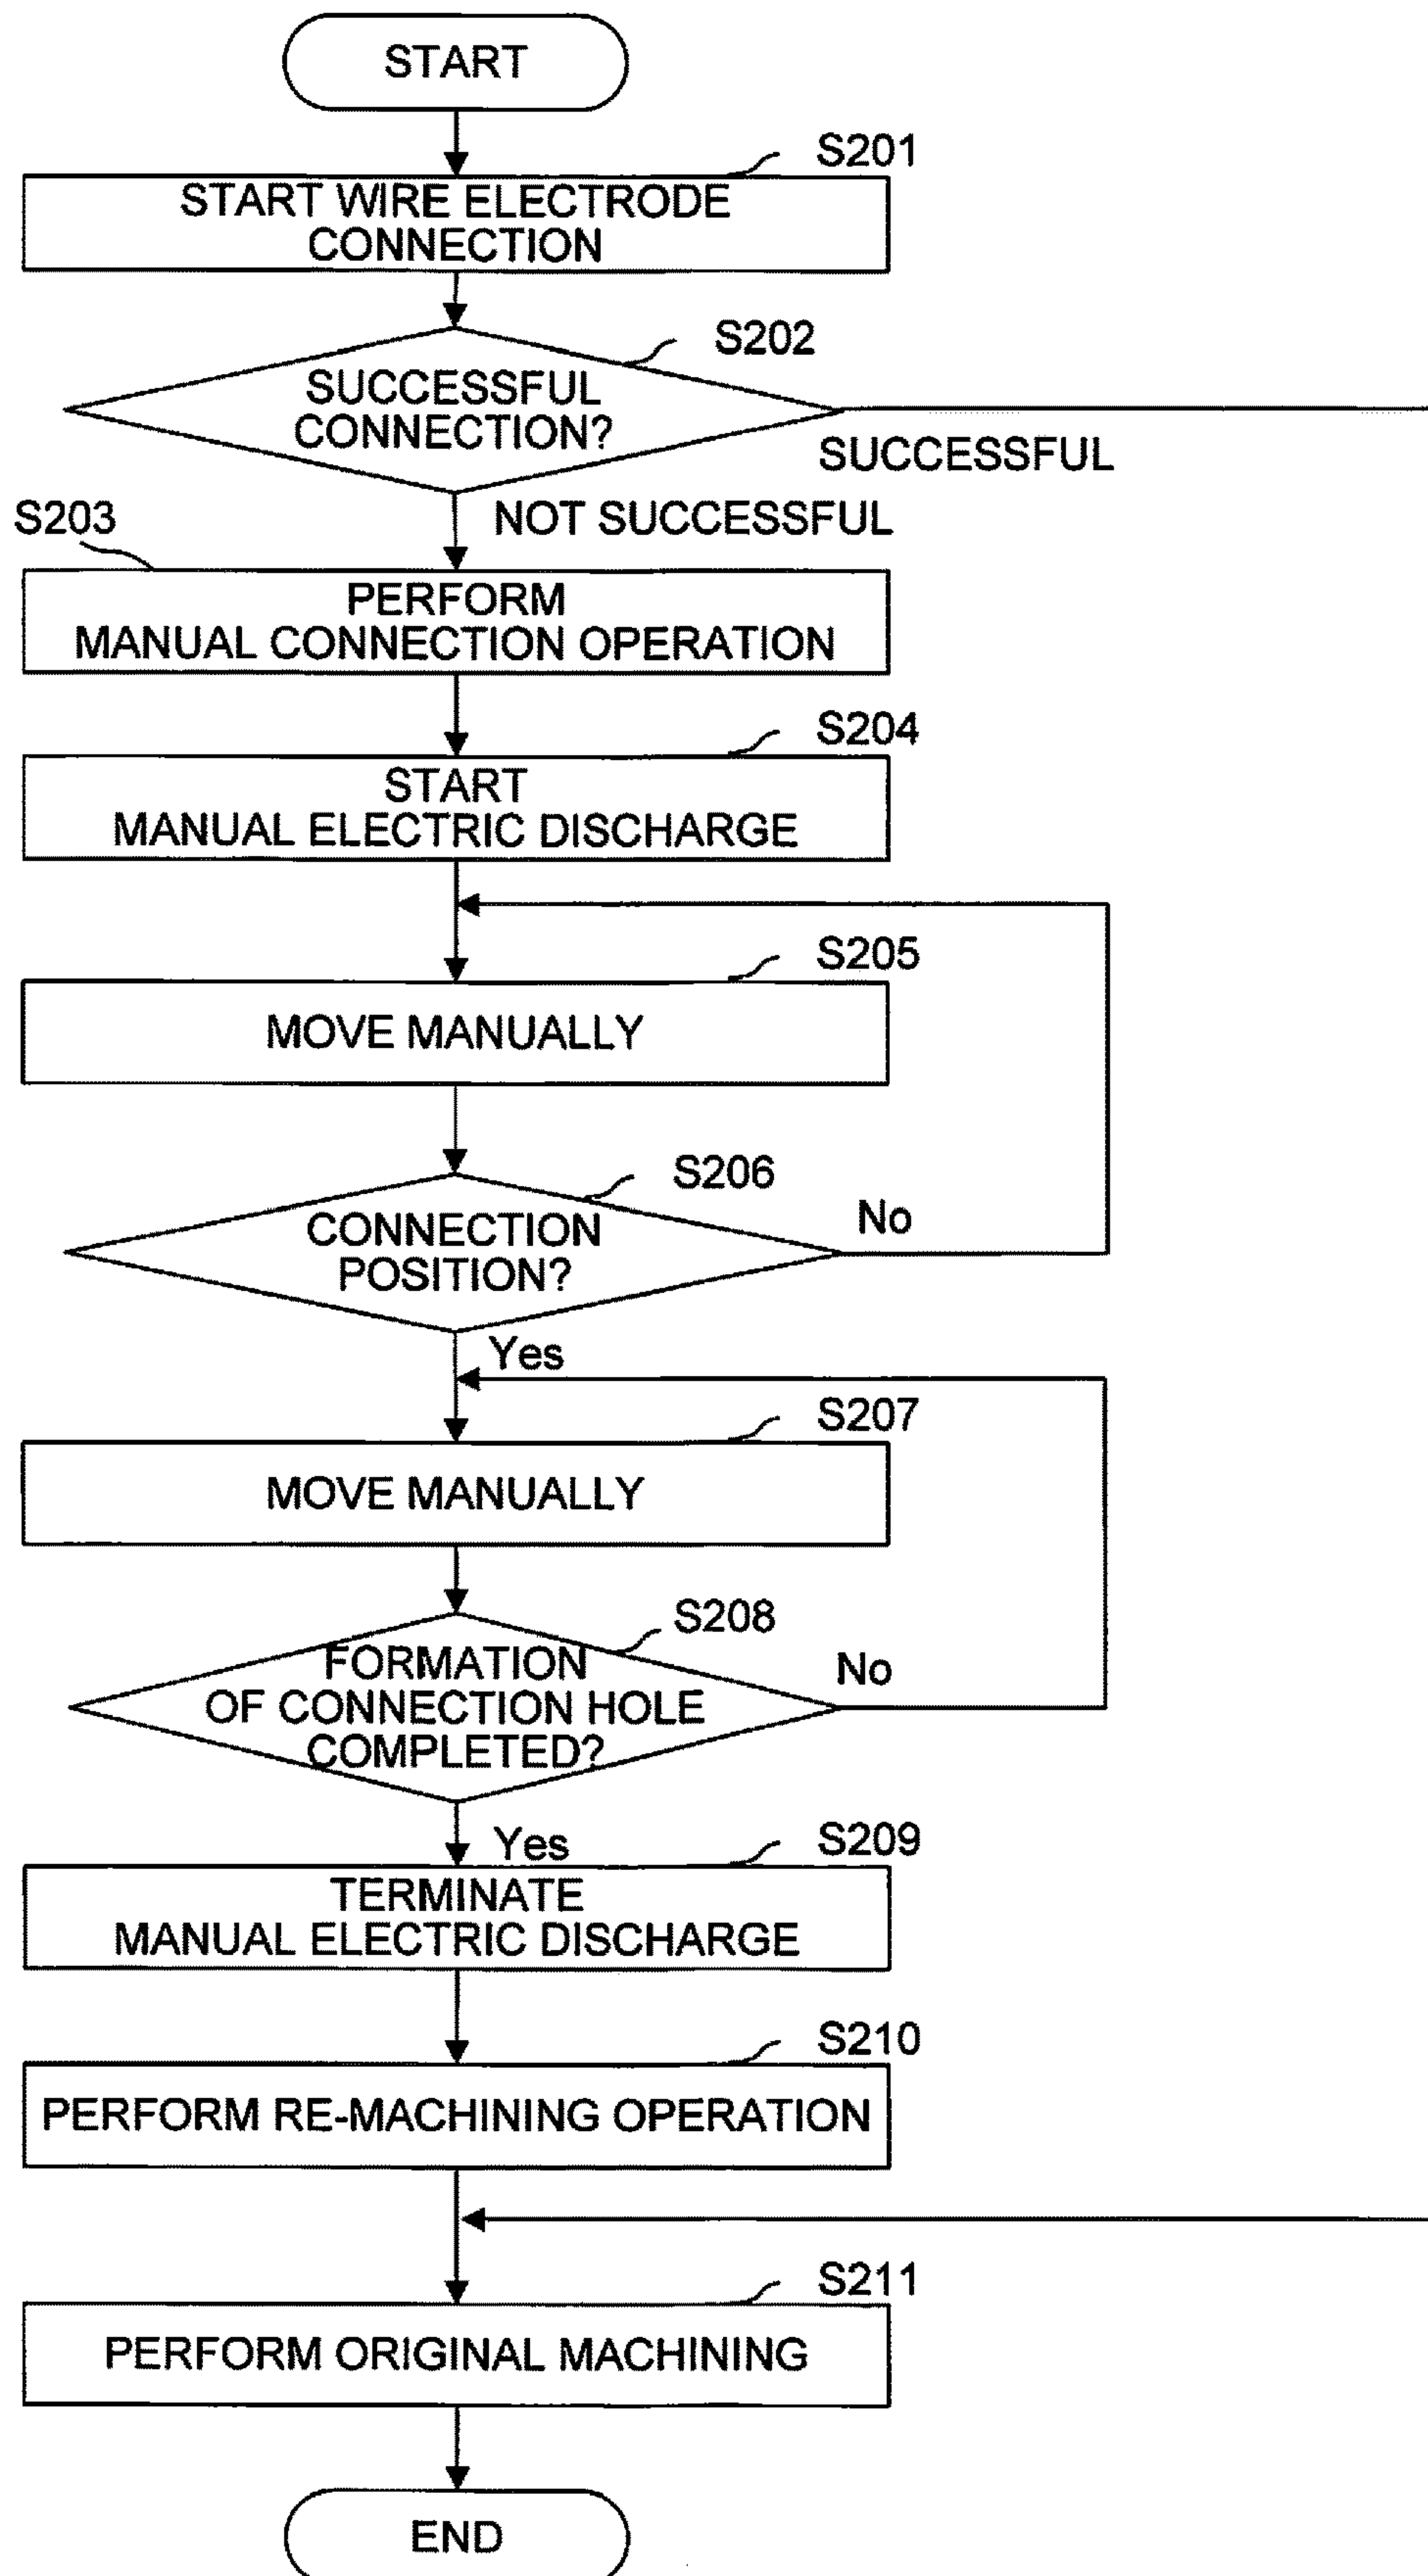 START
S201
START WIRE ELECTRODE
CONNECTION
S202
SUCCESSFUL
CONNECTION?
SUCCESSFUL
NOT SUCCESSFUL
S203
PERFORM
MANUAL CONNECTION OPERATION
S204
START
MANUAL ELECTRIC DISCHARGE
S205
MOVE MANUALLY
S206
CONNECTION
POSITION?
No
Yes
S207
MOVE MANUALLY
S208
FORMATION
OF CONNECTION HOLE
COMPLETED?
No
Yes
S209
TERMINATE
MANUAL ELECTRIC DISCHARGE
S210
PERFORM RE-MACHINING OPERATION
S211
PERFORM ORIGINAL MACHINING
END